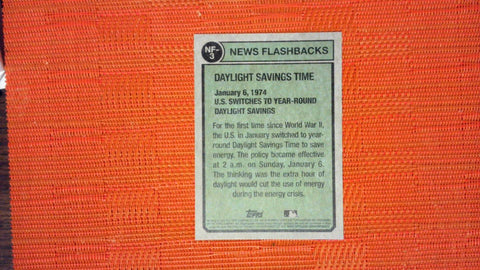 NF-
3
NEWS FLASHBACKS
DAYLIGHT SAVINGS TIME
January 6, 1974
U.S. SWITCHES TO YEAR-ROUND
DAYLIGHT SAVINGS
For the first time since World War II,
the U.S. in January switched to year-
round Daylight Savings Time to save
energy. The policy became effective
at 2 a.m. on Sunday, January 6.
The thinking was the extra hour of
daylight would cut the use of energy
during the energy crisis.
Topps